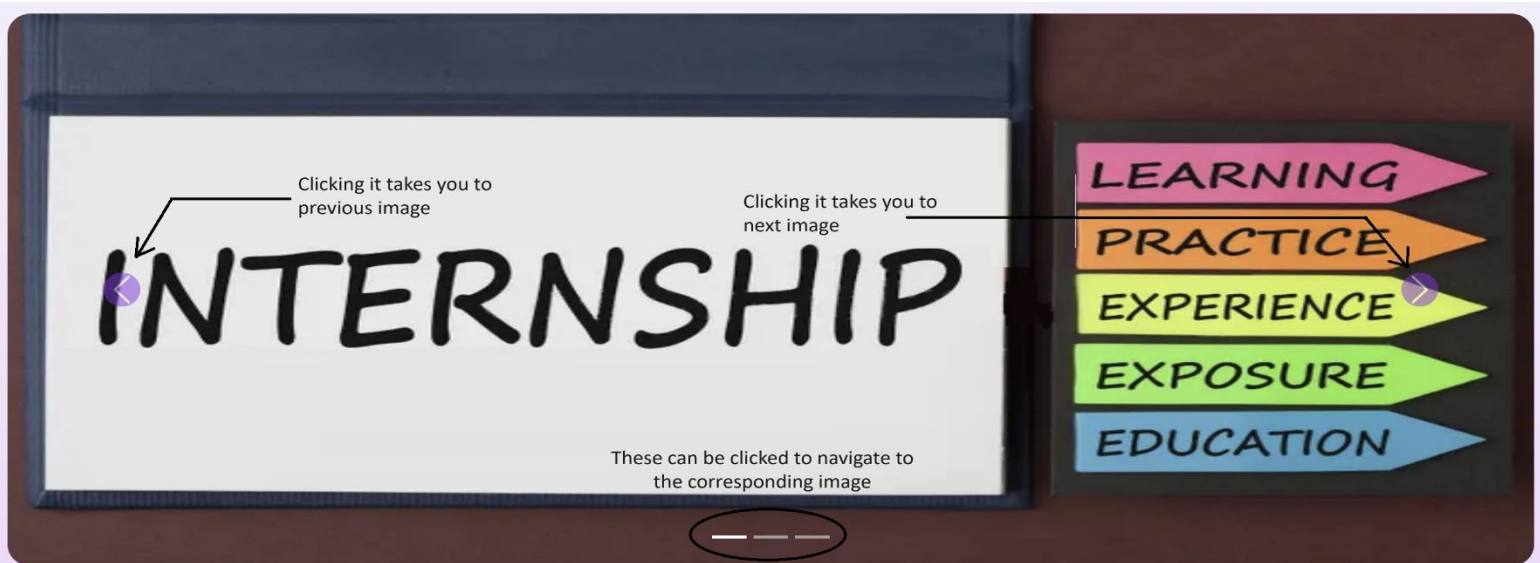 Clicking it takes you to
previous image
Clicking it takes you to
next image
INTERNSHIP
LEARNING
PRACTICE
EXPERIENCE
EXPOSURE
EDUCATION
These can be clicked to navigate to
the corresponding image